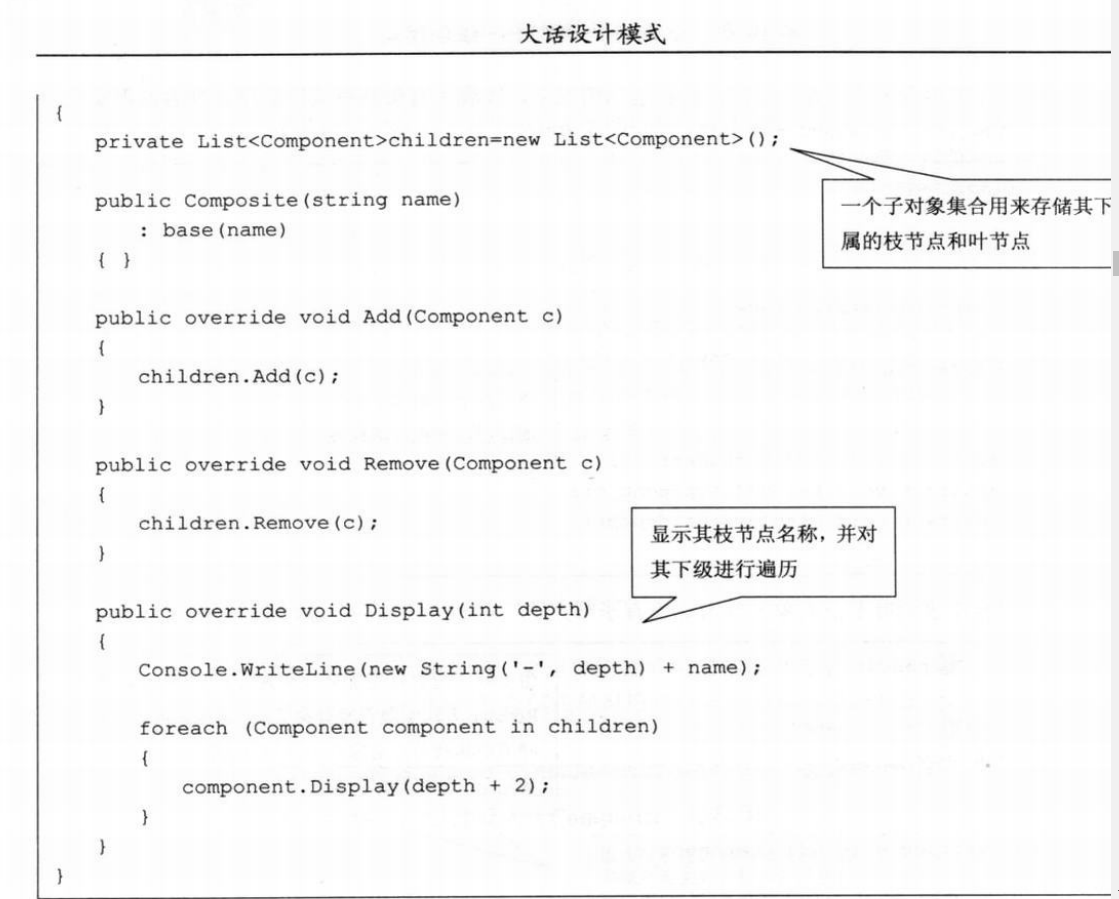 大话设计模式
{
private List<Component>children=new List<Component>();
一个子对象集合用来存储其下
属的枝节点和叶节点
public Composite(string name)
: base(name)
{ }
public override void Add(Component c)
{
children.Add(c);
}
public override void Remove(Component c)
{
children.Remove(c);
}
显示其枝节点名称，并对
其下级进行遍历
public override void Display(int depth)
{
Console.WriteLine(new String('-', depth) + name);
foreach (Component component in children)
{
component.Display(depth + 2);
}
}
}